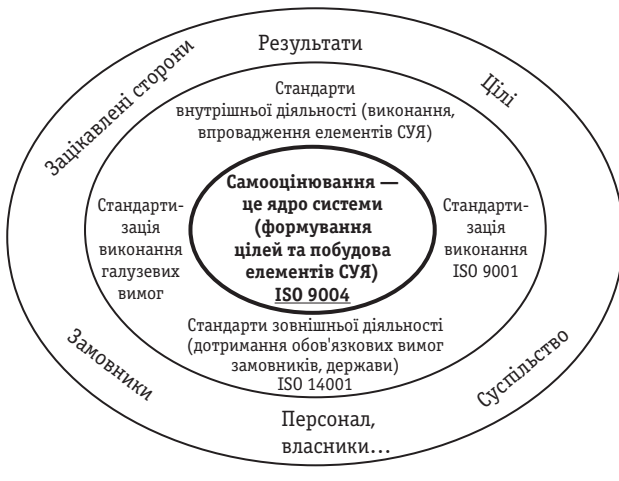 Результати
Зацікавлені сторони
Цілі
Стандарти
внутрішньої діяльності (виконання,
впровадження елементів СУЯ)
Самооцінювання —
це ядро системи
(формування
цілей та побудова
елементів СУЯ)
ISO 9004
Стандарти-
зація
виконання
галузевих
вимог
Стандарти-
зація
виконання
ISO 9001
Стандарти зовнішньої діяльності
(дотримання обов'язкових вимог
замовників, держави)
ISO 14001
Замовники
Суспільство
Персонал,
власники...